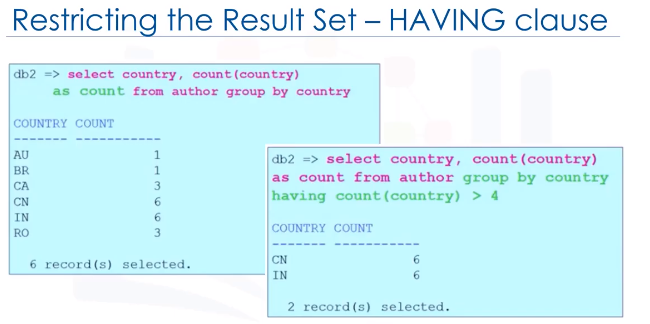 Restricting the Result Set – HAVING clause
db2 => select country, count(country)
as count from author group by country
COUNTRY COUNT
------- -----------
AU 1
BR 1
CA 3
CN 6
IN 6
RO 3
6 record(s) selected.
db2 => select country, count(country)
as count from author group by country
having count(country) > 4
COUNTRY COUNT
------- -----------
CN 6
IN 6
2 record(s) selected.